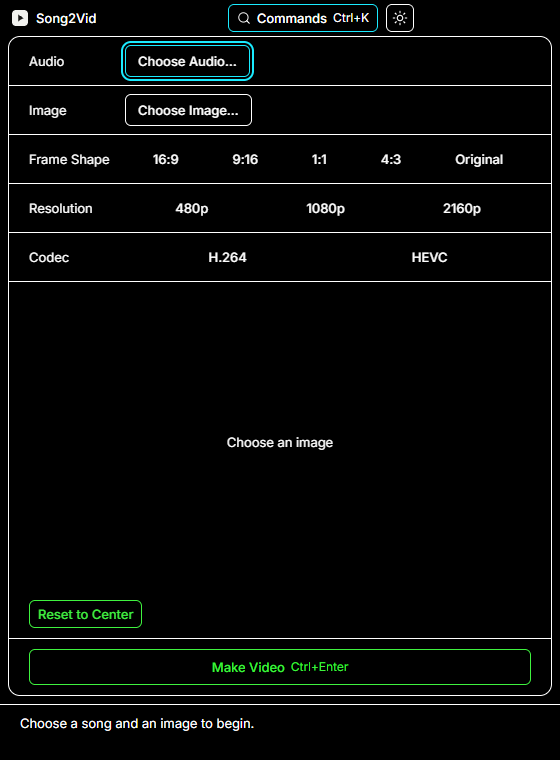 Song2Vid Commands Ctrl+K
Audio Choose Audio...
Image Choose Image...
Frame Shape 16:9 9:16 1:1 4:3 Original
Resolution 480p 1080p 2160p
Codec H.264 HEVC
Choose an image
Reset to Center
Make Video Ctrl+Enter
Choose a song and an image to begin.